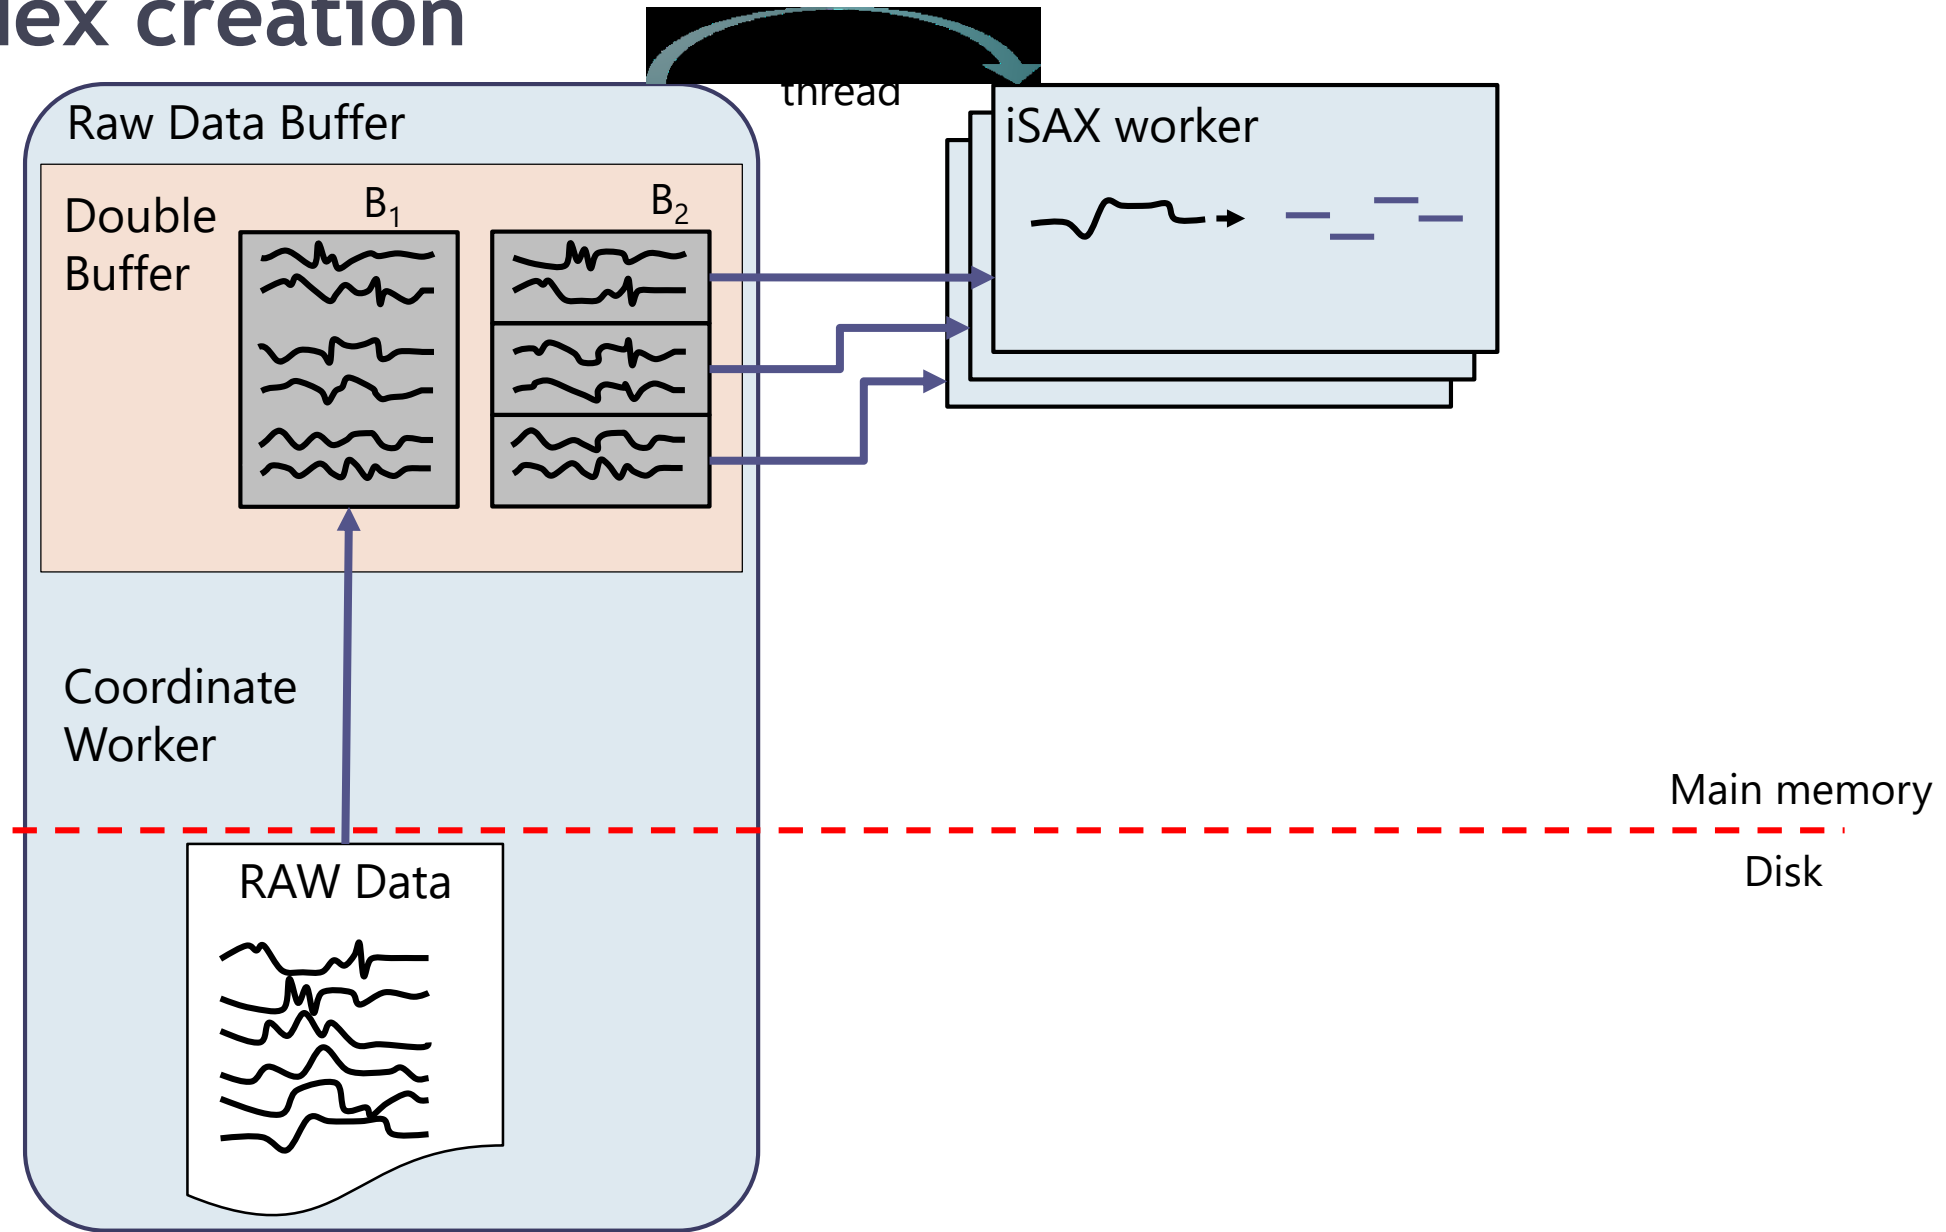 dex creation
thread
Raw Data Buffer
iSAX worker
Double
Buffer
B1
B2
Coordinate
Worker
Main memory
Disk
RAW Data